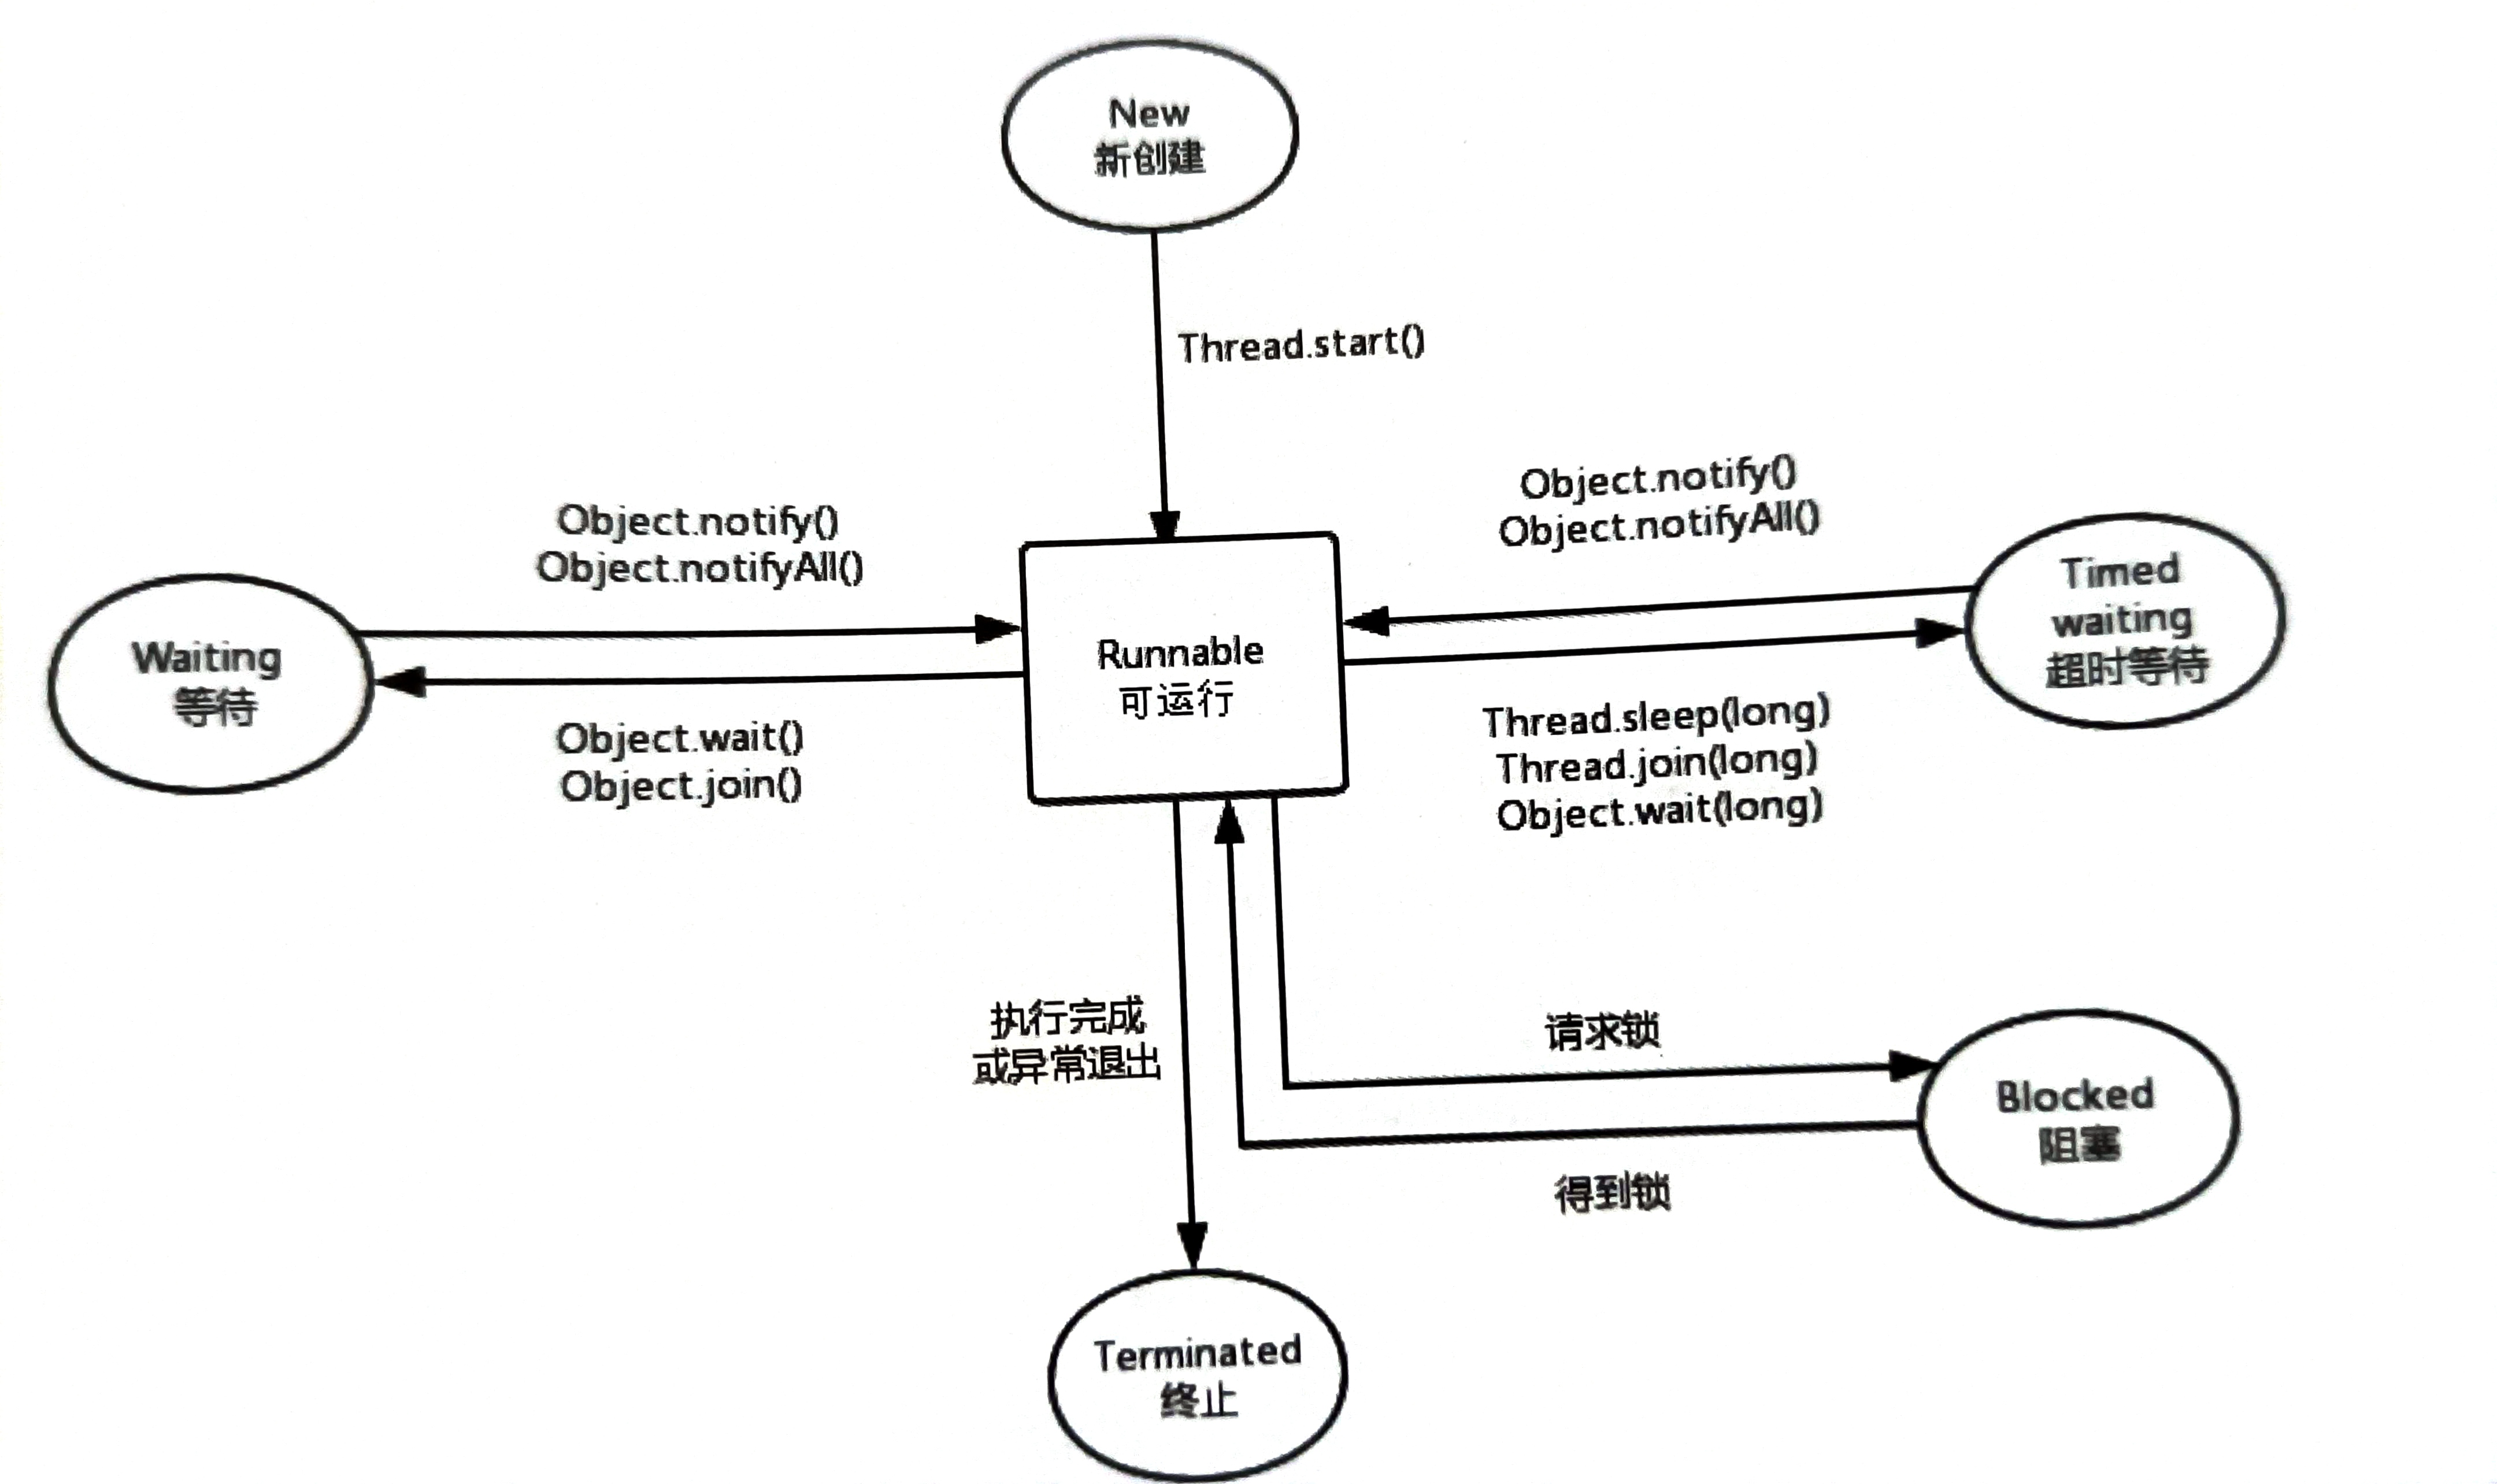 New
新创建
Thread.start()
Object.notify()
Object.notifyAll()
Object.notify()
Object.notifyAll()
Waiting
等待
Runnable
可运行
Timed
waiting
超时等待
Object.wait()
Object.join()
Thread.sleep(long)
Thread.join(long)
Object.wait(long)
执行完成
或异常退出
请求锁
Blocked
阻塞
得到锁
Terminated
终止